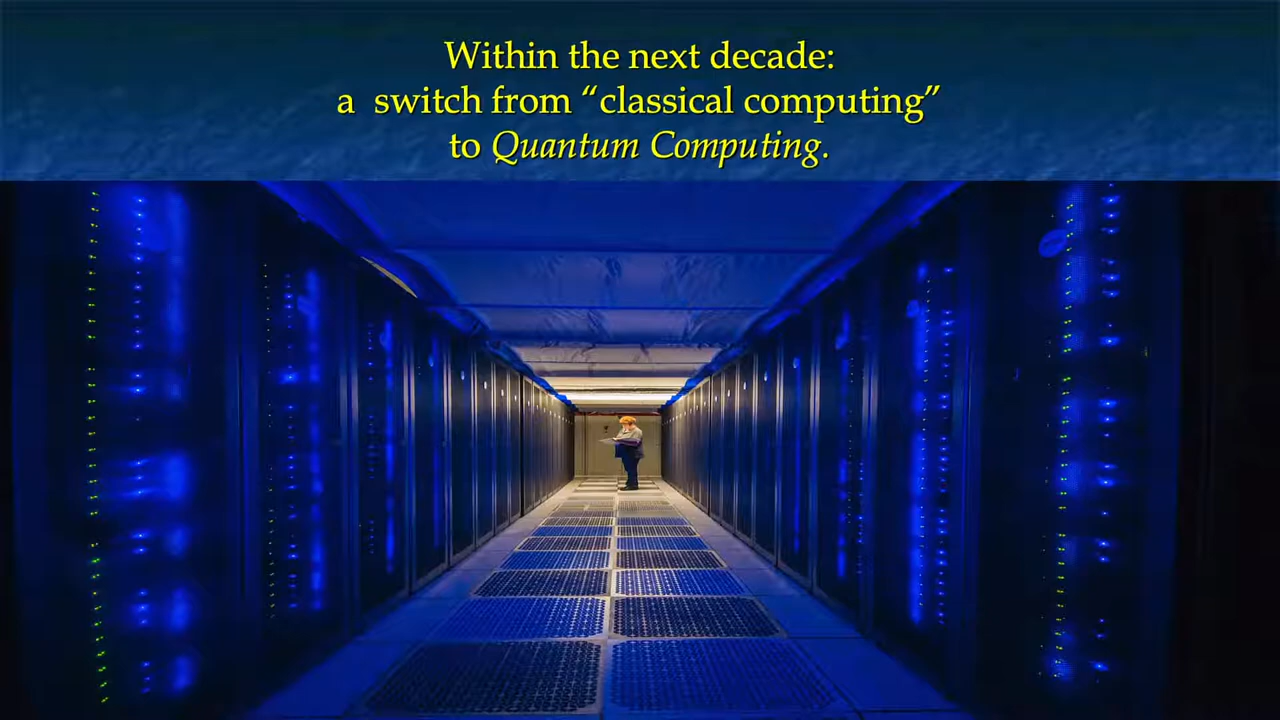 Within the next decade:
a switch from “classical computing”
to Quantum Computing.